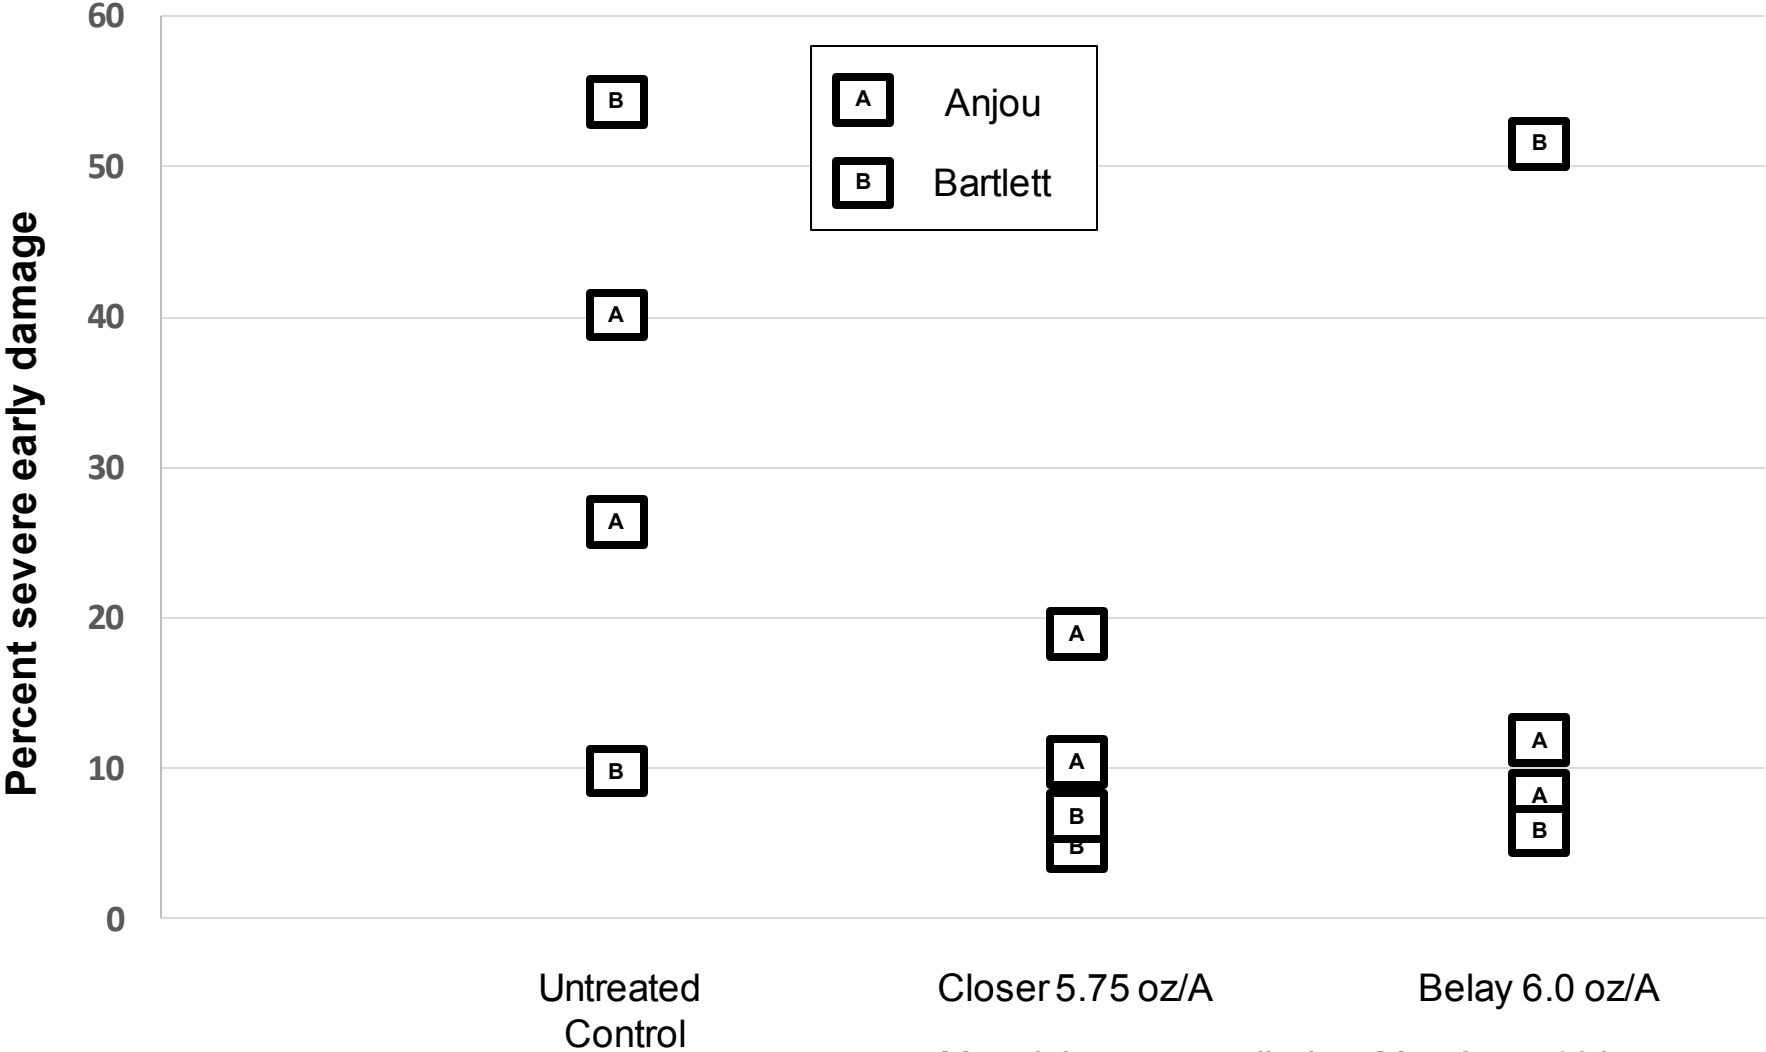 60
50
40
30
20
10
0
Percent severe early damage
A Anjou
B Bartlett
B
A
A
B
A
A
B
B
B
A
A
B
Untreated
Control
Closer 5.75 oz/A
Belay 6.0 oz/A